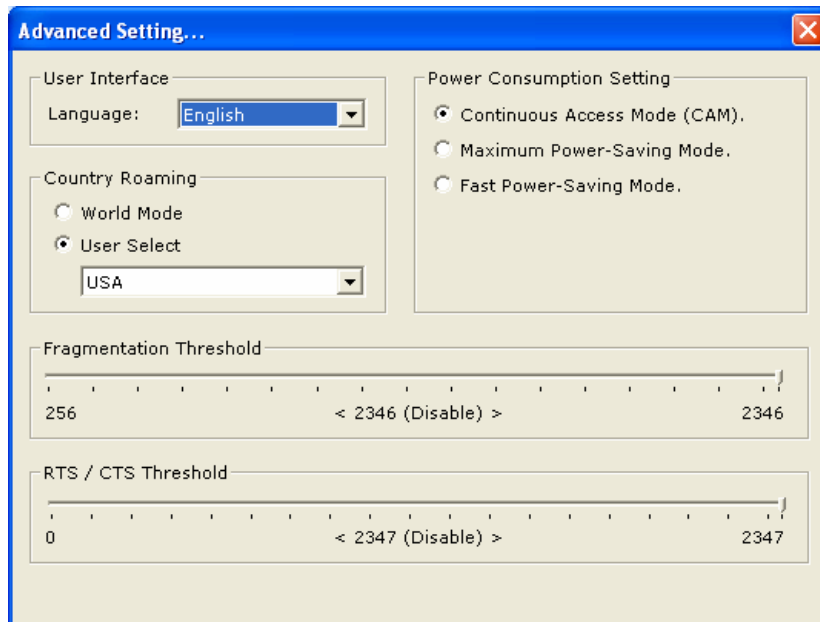 Advanced Setting...
User Interface
Language: English
Country Roaming
World Mode
User Select
USA
Power Consumption Setting
Continuous Access Mode (CAM).
Maximum Power-Saving Mode.
Fast Power-Saving Mode.
Fragmentation Threshold
256 < 2346 (Disable) > 2346
RTS / CTS Threshold
0 < 2347 (Disable) > 2347